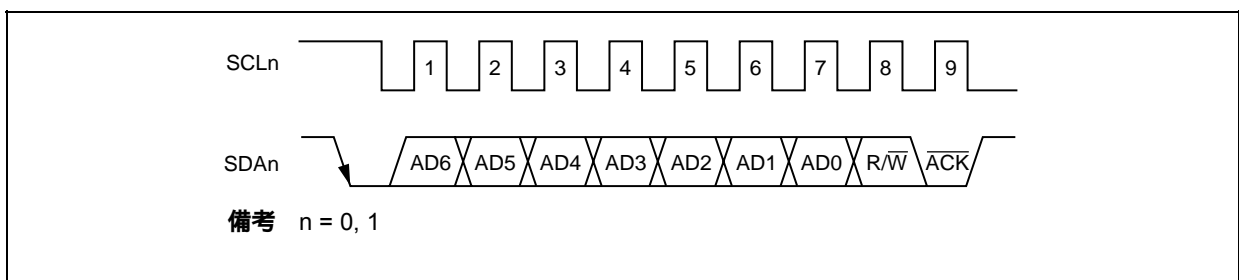 SCLn 1 2 3 4 5 6 7 8 9
SDAn AD6 AD5 AD4 AD3 AD2 AD1 AD0 R/W̅ A̅C̅K̅
備考 n = 0, 1